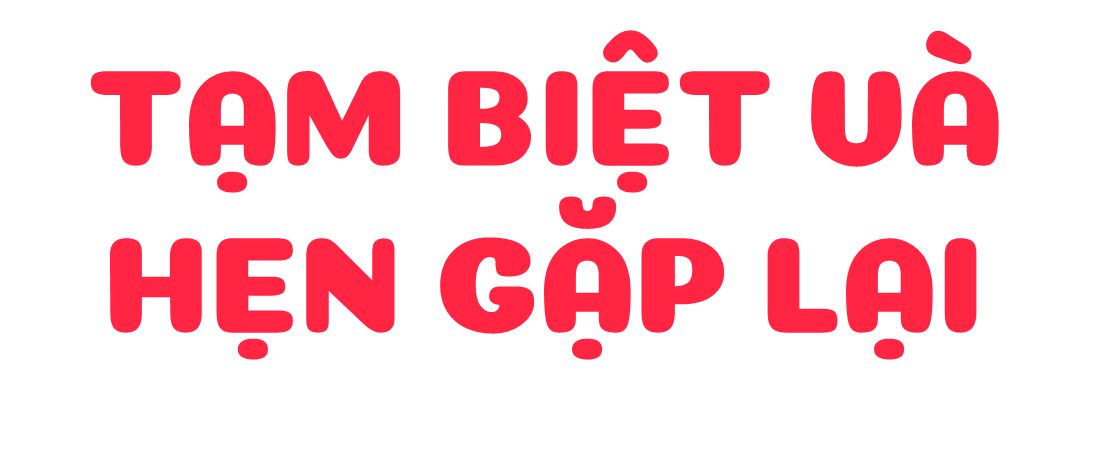 TẠM BIỆT UÀ
HẸN GẶP LẠI